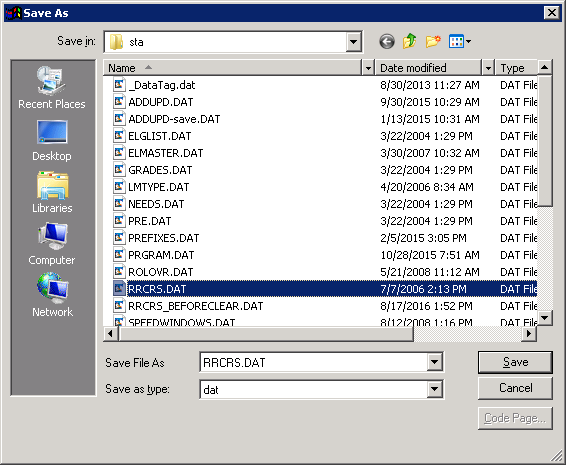 Save As
Save in: sta
Name Date modified Type
_DataTag.dat 8/30/2013 11:27 AM DAT File
ADDUPD.DAT 9/30/2015 10:29 AM DAT File
ADDUPD-save.DAT 1/13/2015 10:31 AM DAT File
ELGLIST.DAT 3/22/2004 1:29 PM DAT File
ELMASTER.DAT 3/30/2007 10:32 AM DAT File
GRADES.DAT 3/22/2004 1:29 PM DAT File
LMTYPE.DAT 4/20/2006 8:34 AM DAT File
NEEDS.DAT 3/22/2004 1:29 PM DAT File
PRE.DAT 3/22/2004 1:29 PM DAT File
PREFIXES.DAT 2/5/2015 3:05 PM DAT File
PRGRAM.DAT 10/28/2015 7:51 AM DAT File
ROLOVR.DAT 5/21/2008 11:12 AM DAT File
RRCRS.DAT 7/7/2006 2:13 PM DAT File
RRCRS_BEFORECLEAR.DAT 8/17/2016 1:52 PM DAT File
SPEEDWINDOWS.DAT 8/12/2008 1:16 PM DAT File
Recent Places
Desktop
Libraries
Computer
Network
Save File As RRCRS.DAT Save
Save as type: dat Cancel
Code Page...